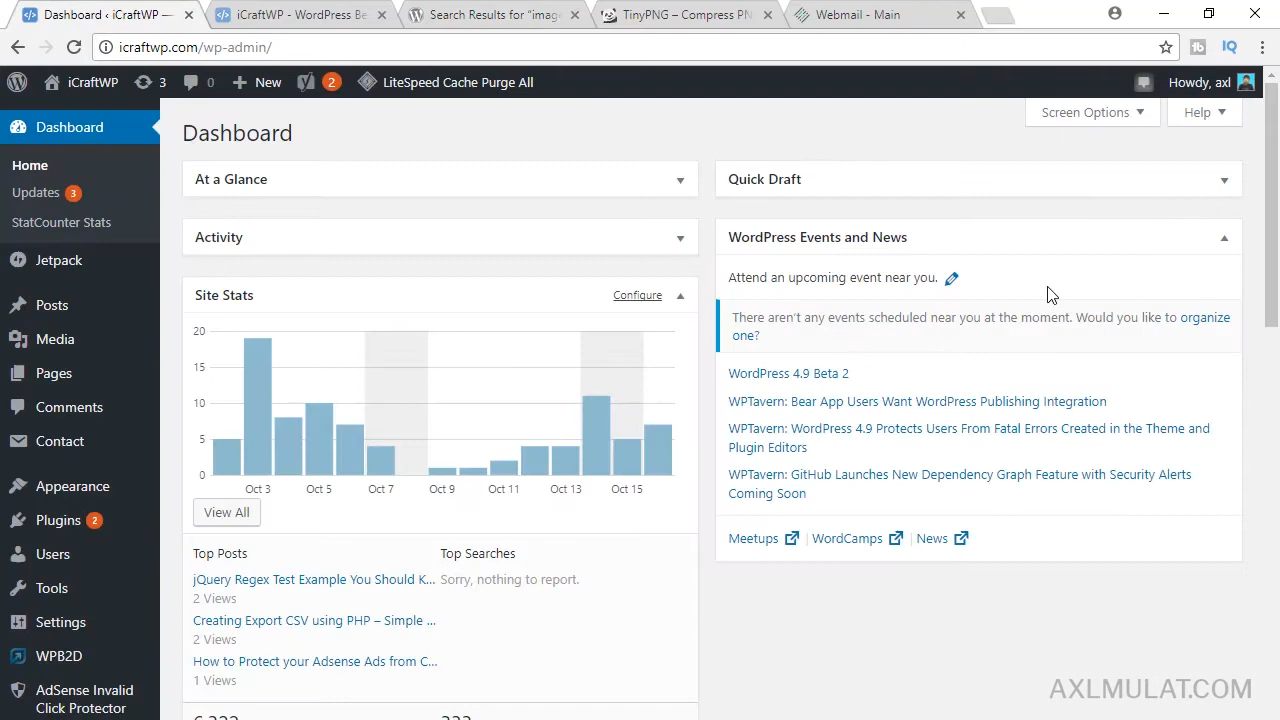 Dashboard ‹ iCraftWP —
iCraftWP - WordPress Be
Search Results for “imag
TinyPNG – Compress PN
Webmail - Main
icraftwp.com/wp-admin/
iCraftWP
3
0
New
2
LiteSpeed Cache Purge All
Howdy, axl
Dashboard
Home
Updates 3
StatCounter Stats
Jetpack
Posts
Media
Pages
Comments
Contact
Appearance
Plugins 2
Users
Tools
Settings
WPB2D
AdSense Invalid
Click Protector
Screen Options
Help
Dashboard
At a Glance
Activity
Site Stats
Configure
20
15
10
5
0
Oct 3 Oct 5 Oct 7 Oct 9 Oct 11 Oct 13 Oct 15
View All
Top Posts
Top Searches
jQuery Regex Test Example You Should K...
Sorry, nothing to report.
2 Views
Creating Export CSV using PHP – Simple ...
2 Views
How to Protect your Adsense Ads from C...
1 Views
Quick Draft
WordPress Events and News
Attend an upcoming event near you.
There aren't any events scheduled near you at the moment. Would you like to organize
one?
WordPress 4.9 Beta 2
WPTavern: Bear App Users Want WordPress Publishing Integration
WPTavern: WordPress 4.9 Protects Users From Fatal Errors Created in the Theme and
Plugin Editors
WPTavern: GitHub Launches New Dependency Graph Feature with Security Alerts
Coming Soon
Meetups | WordCamps | News
AXLMULAT.COM